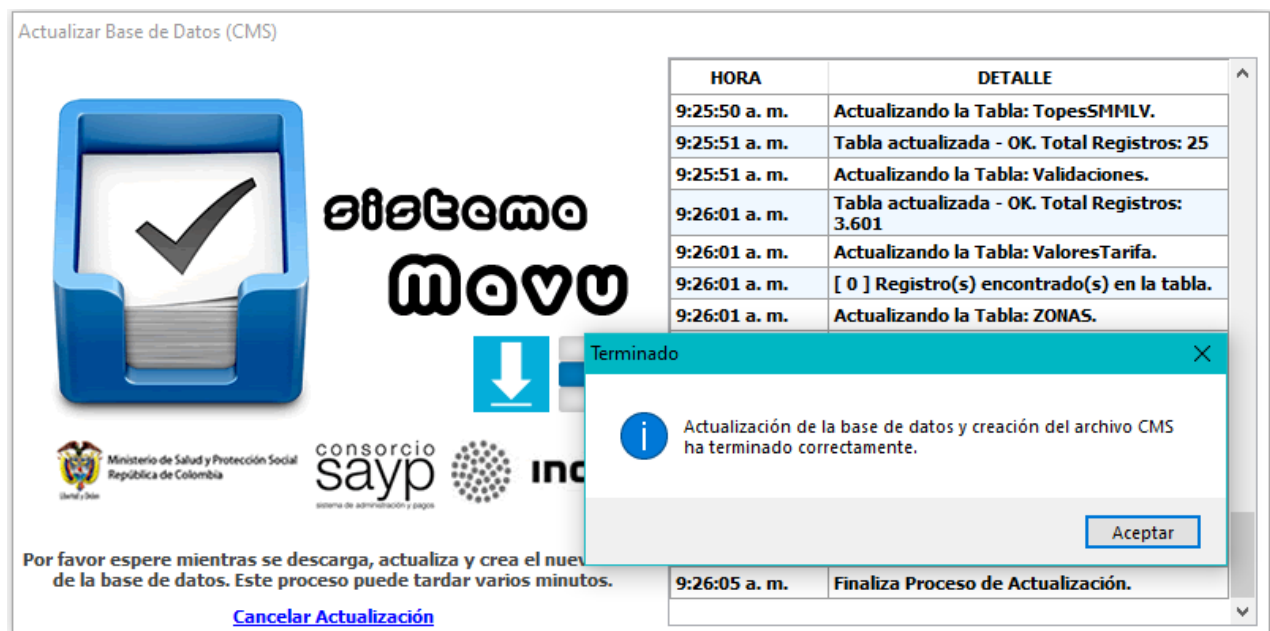 Actualizar Base de Datos (CMS)
sistema
Mavu
Ministerio de Salud y Protección Social
República de Colombia
Libertad y Orden
consorcio
sayp
sistema de administración y pagos
Por favor espere mientras se descarga, actualiza y crea el
de la base de datos. Este proceso puede tardar varios minutos.
Cancelar Actualización
HORA DETALLE
9:25:50 a. m. Actualizando la Tabla: TopesSMMLV.
9:25:51 a. m. Tabla actualizada - OK. Total Registros: 25
9:25:51 a. m. Actualizando la Tabla: Validaciones.
9:26:01 a. m. Tabla actualizada - OK. Total Registros:
3.601
9:26:01 a. m. Actualizando la Tabla: ValoresTarifa.
9:26:01 a. m. [ 0 ] Registro(s) encontrado(s) en la tabla.
9:26:01 a. m. Actualizando la Tabla: ZONAS.
Terminado
Actualización de la base de datos y creación del archivo CMS
ha terminado correctamente.
Aceptar
9:26:05 a. m. Finaliza Proceso de Actualización.